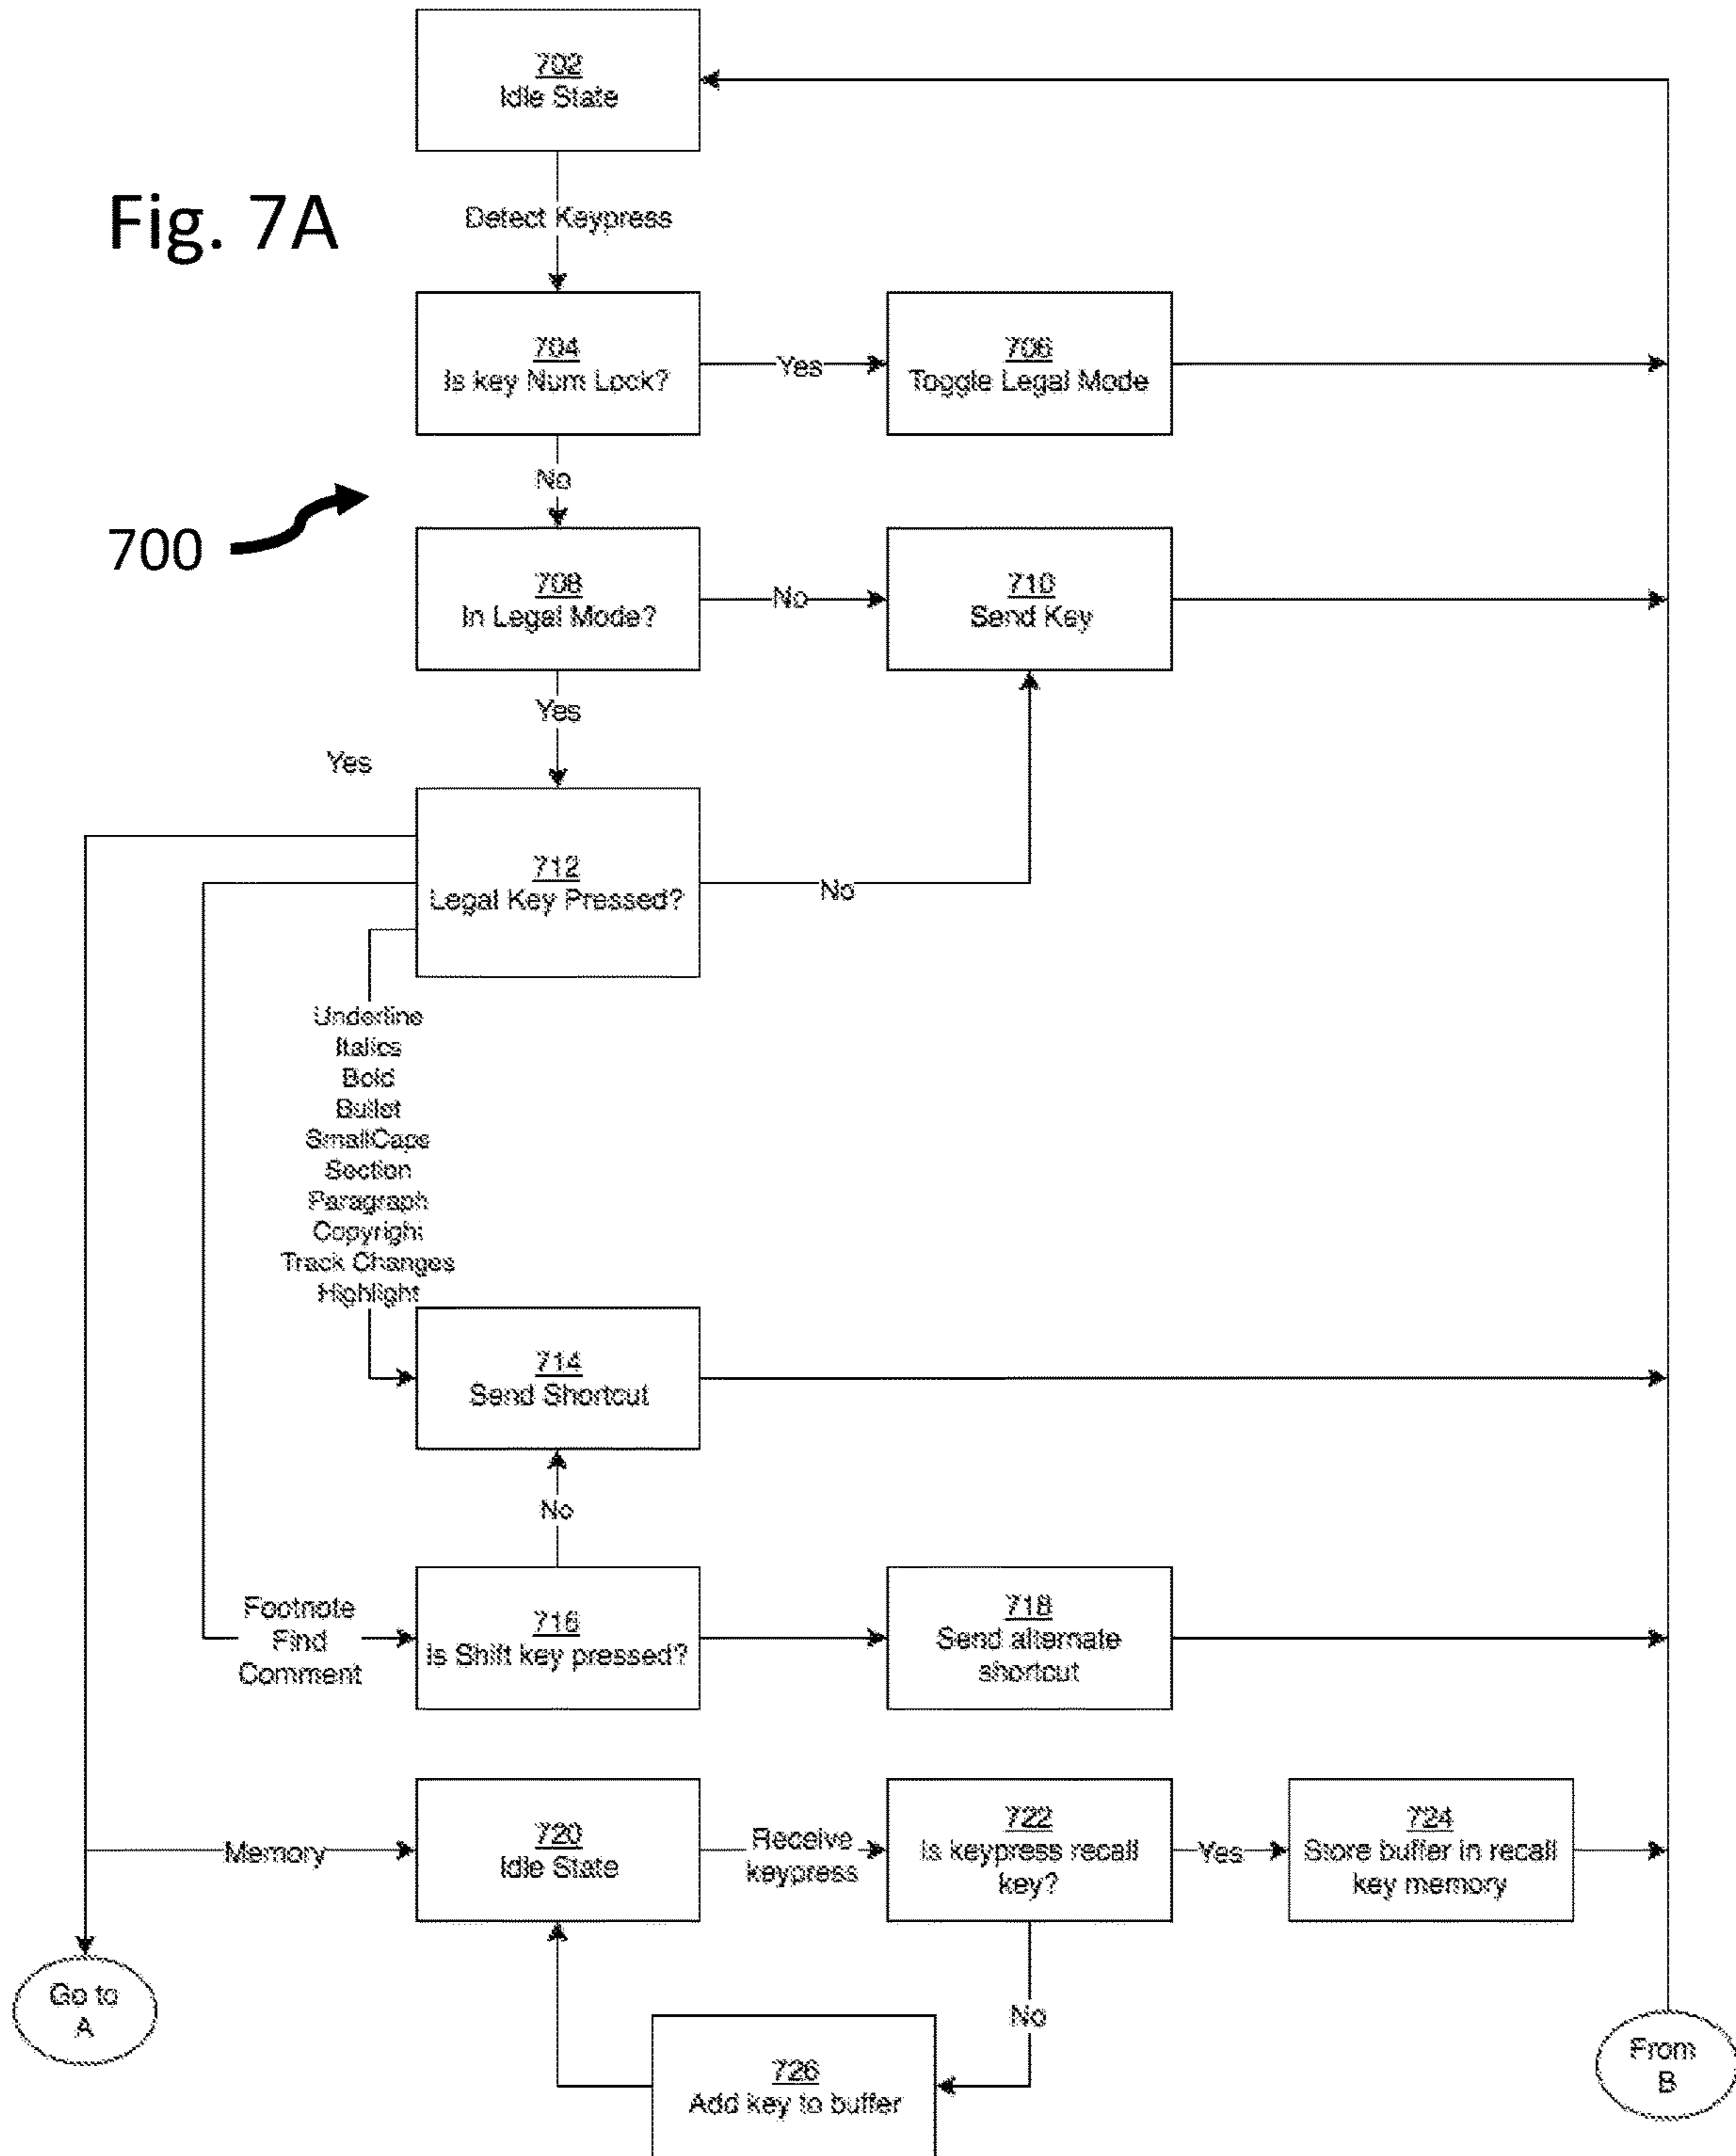 702
Idle State
Fig. 7A
Detect Keypress
704
Is key Num Lock?
Yes
706
Toggle Legal Mode
No
700
708
In Legal Mode?
No
710
Send Key
Yes
Yes
712
Legal Key Pressed?
No
Underline
Italics
Bold
Bullet
SmallCaps
Section
Paragraph
Copyright
Track Changes
Highlight
714
Send Shortcut
No
Footnote
Find
Comment
716
Is Shift key pressed?
718
Send alternate
shortcut
Memory
720
Idle State
Receive
keypress
722
Is keypress recall
key?
Yes
724
Store buffer in recall
key memory
Go to
A
No
726
Add key to buffer
From
B